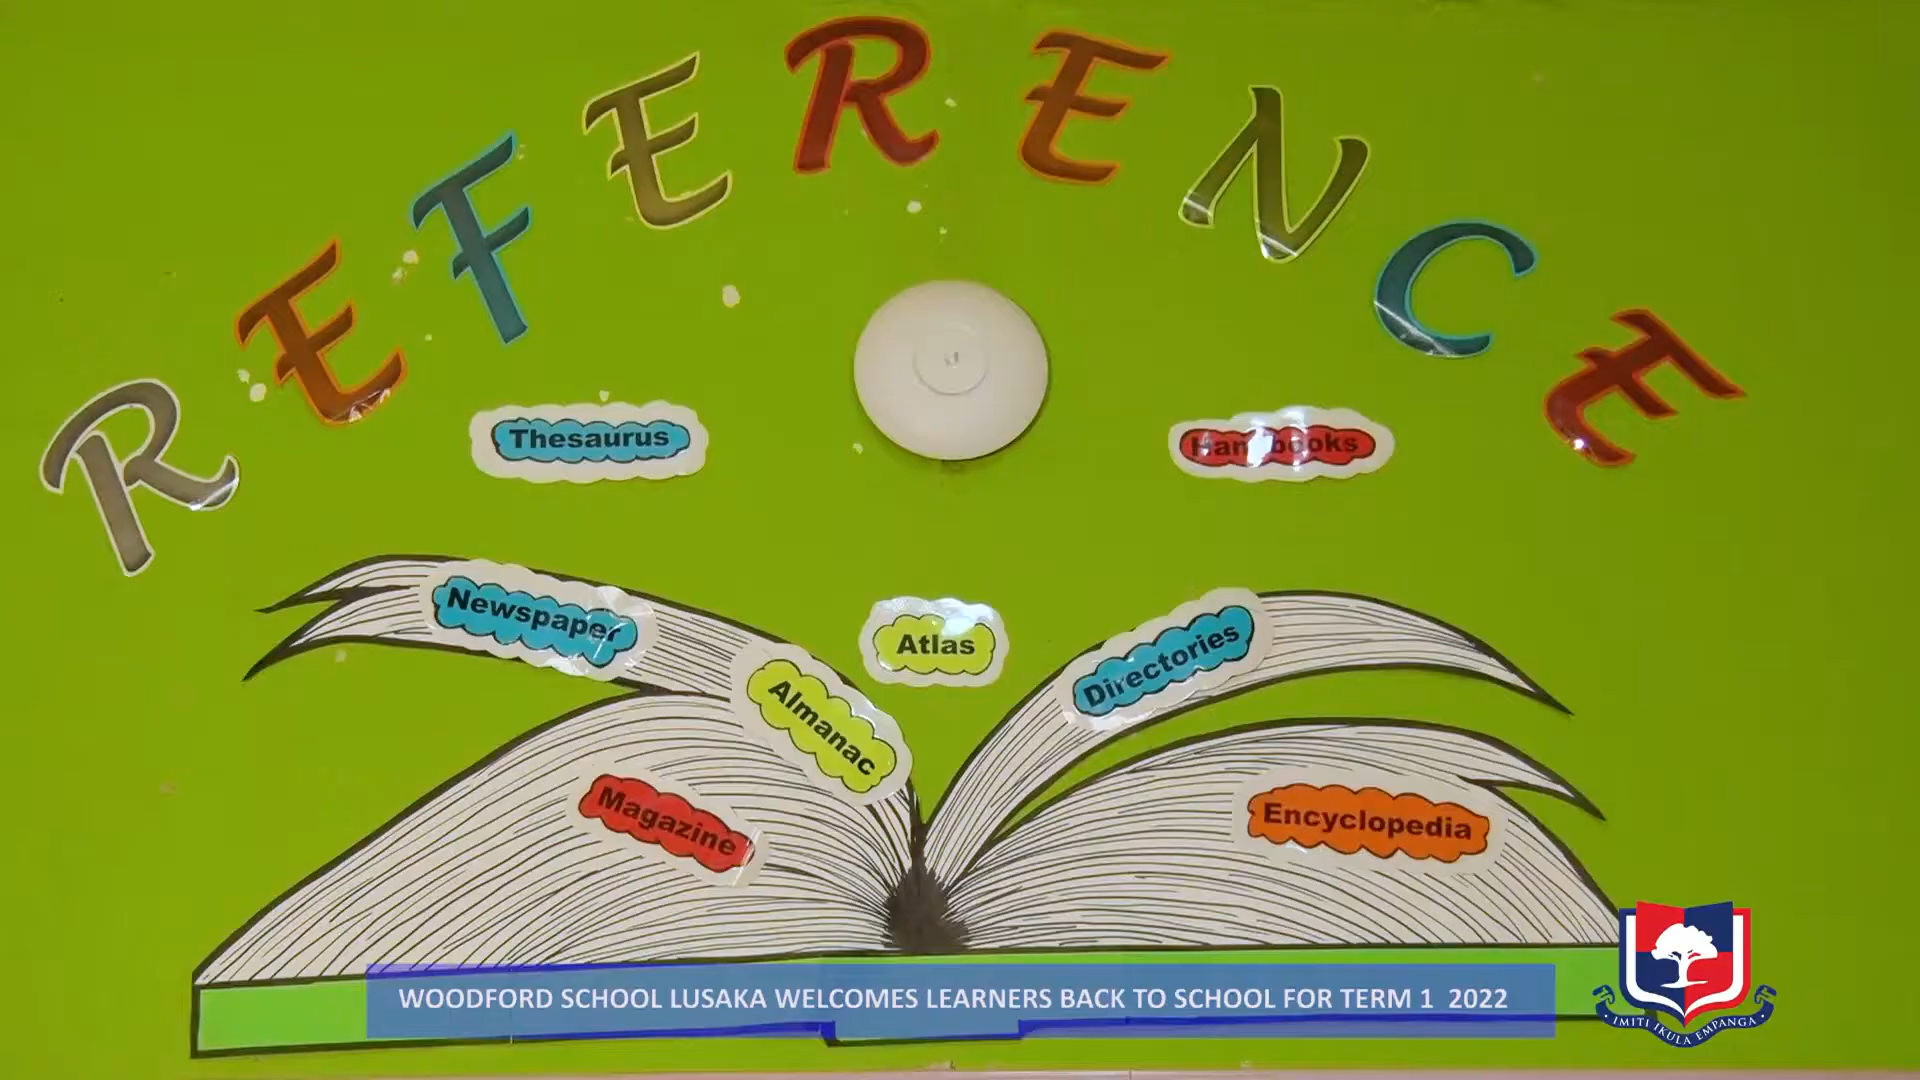 REFERENCE
Thesaurus
Handbooks
Newspaper
Atlas
Directories
Almanac
Magazine
Encyclopedia
WOODFORD SCHOOL LUSAKA WELCOMES LEARNERS BACK TO SCHOOL FOR TERM 1 2022
IMITI IKULA EMPANGA